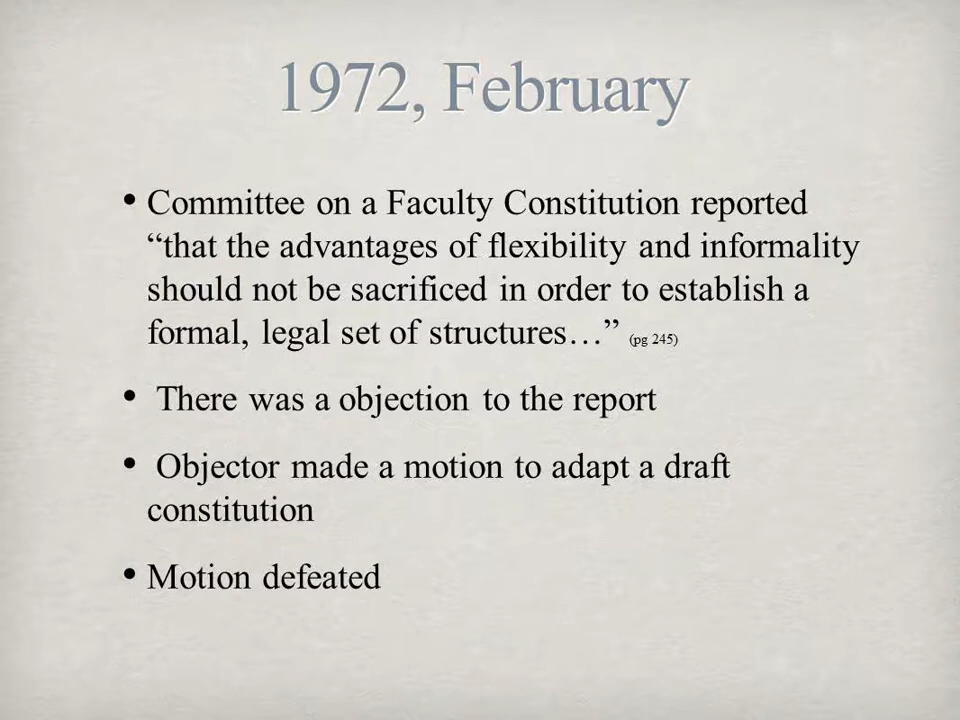 1972, February
• Committee on a Faculty Constitution reported
“that the advantages of flexibility and informality
should not be sacrificed in order to establish a
formal, legal set of structures…” (pg 245)
• There was a objection to the report
• Objector made a motion to adapt a draft
constitution
• Motion defeated